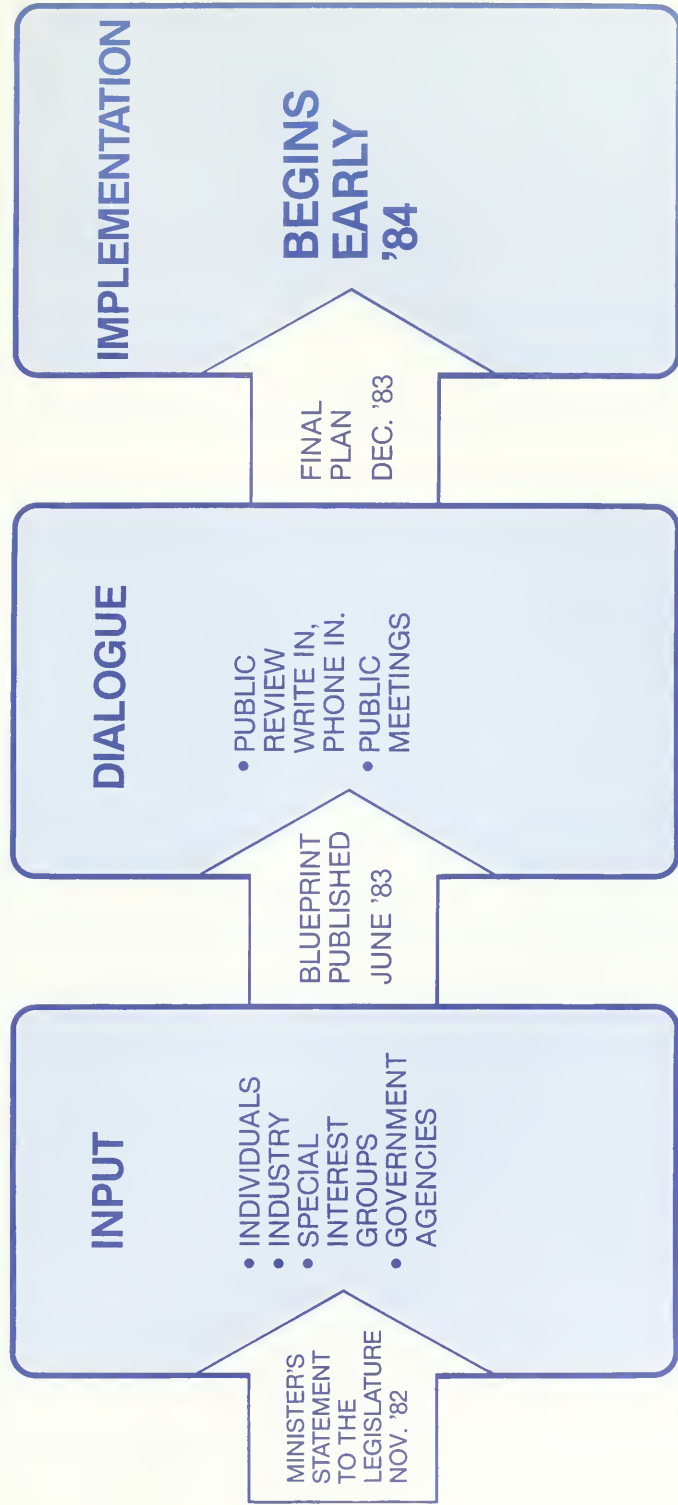 MINISTER'S
STATEMENT
TO THE
LEGISLATURE
NOV. '82
INPUT
• INDIVIDUALS
• INDUSTRY
• SPECIAL
INTEREST
GROUPS
• GOVERNMENT
AGENCIES
BLUEPRINT
PUBLISHED
JUNE '83
DIALOGUE
• PUBLIC
REVIEW
WRITE IN,
PHONE IN.
• PUBLIC
MEETINGS
FINAL
PLAN
DEC. '83
IMPLEMENTATION
BEGINS
EARLY
'84